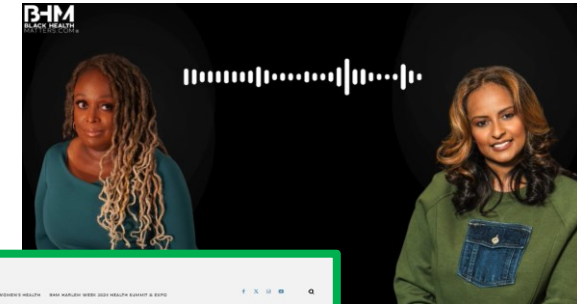 BHM
BLACK HEALTH
MATTERS.COM
WOMEN'S HEALTH BHM HARLEM WEEK 2024 HEALTH SUMMIT & EXPO